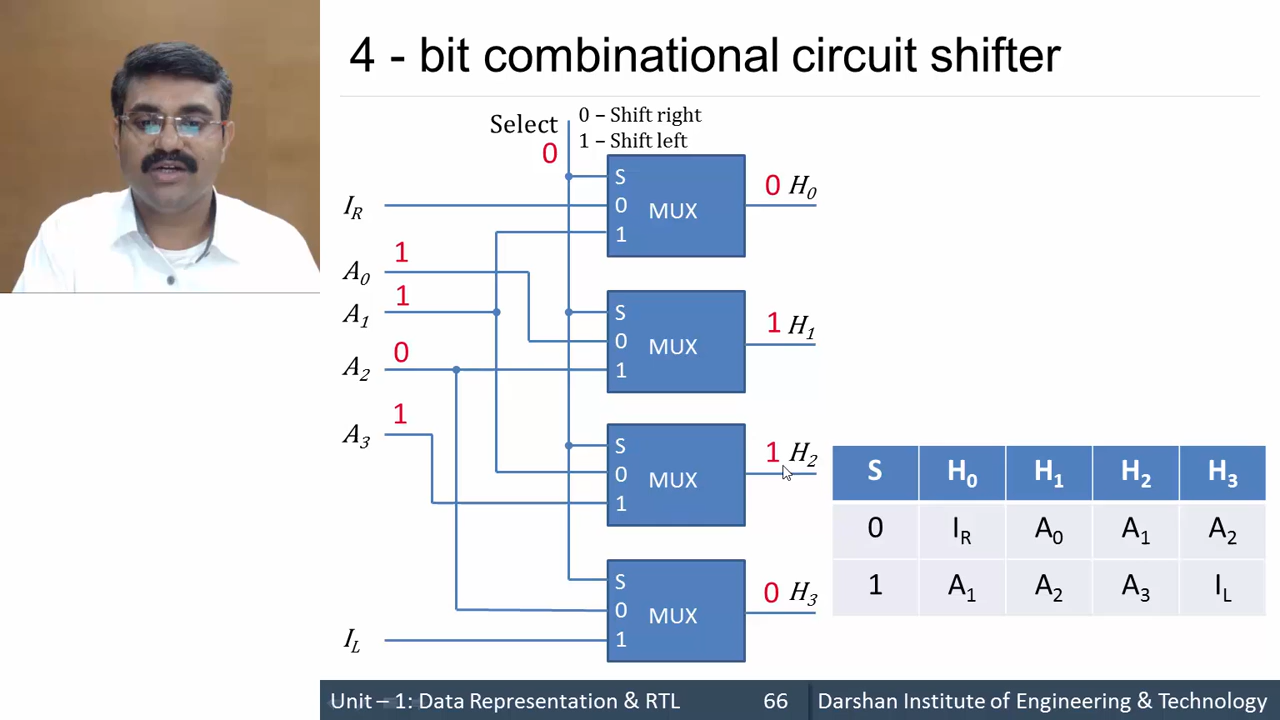 4 - bit combinational circuit shifter
Select
0 – Shift right
1 – Shift left
0
S
0
1
MUX
0 H0
IR
1
A0
1
A1
0
A2
1
A3
IL
S
0
1
MUX
1 H1
S
0
1
MUX
1 H2
S
0
1
MUX
0 H3
S H0 H1 H2 H3
0 IR A0 A1 A2
1 A1 A2 A3 IL
Unit – 1: Data Representation & RTL 66 Darshan Institute of Engineering & Technology